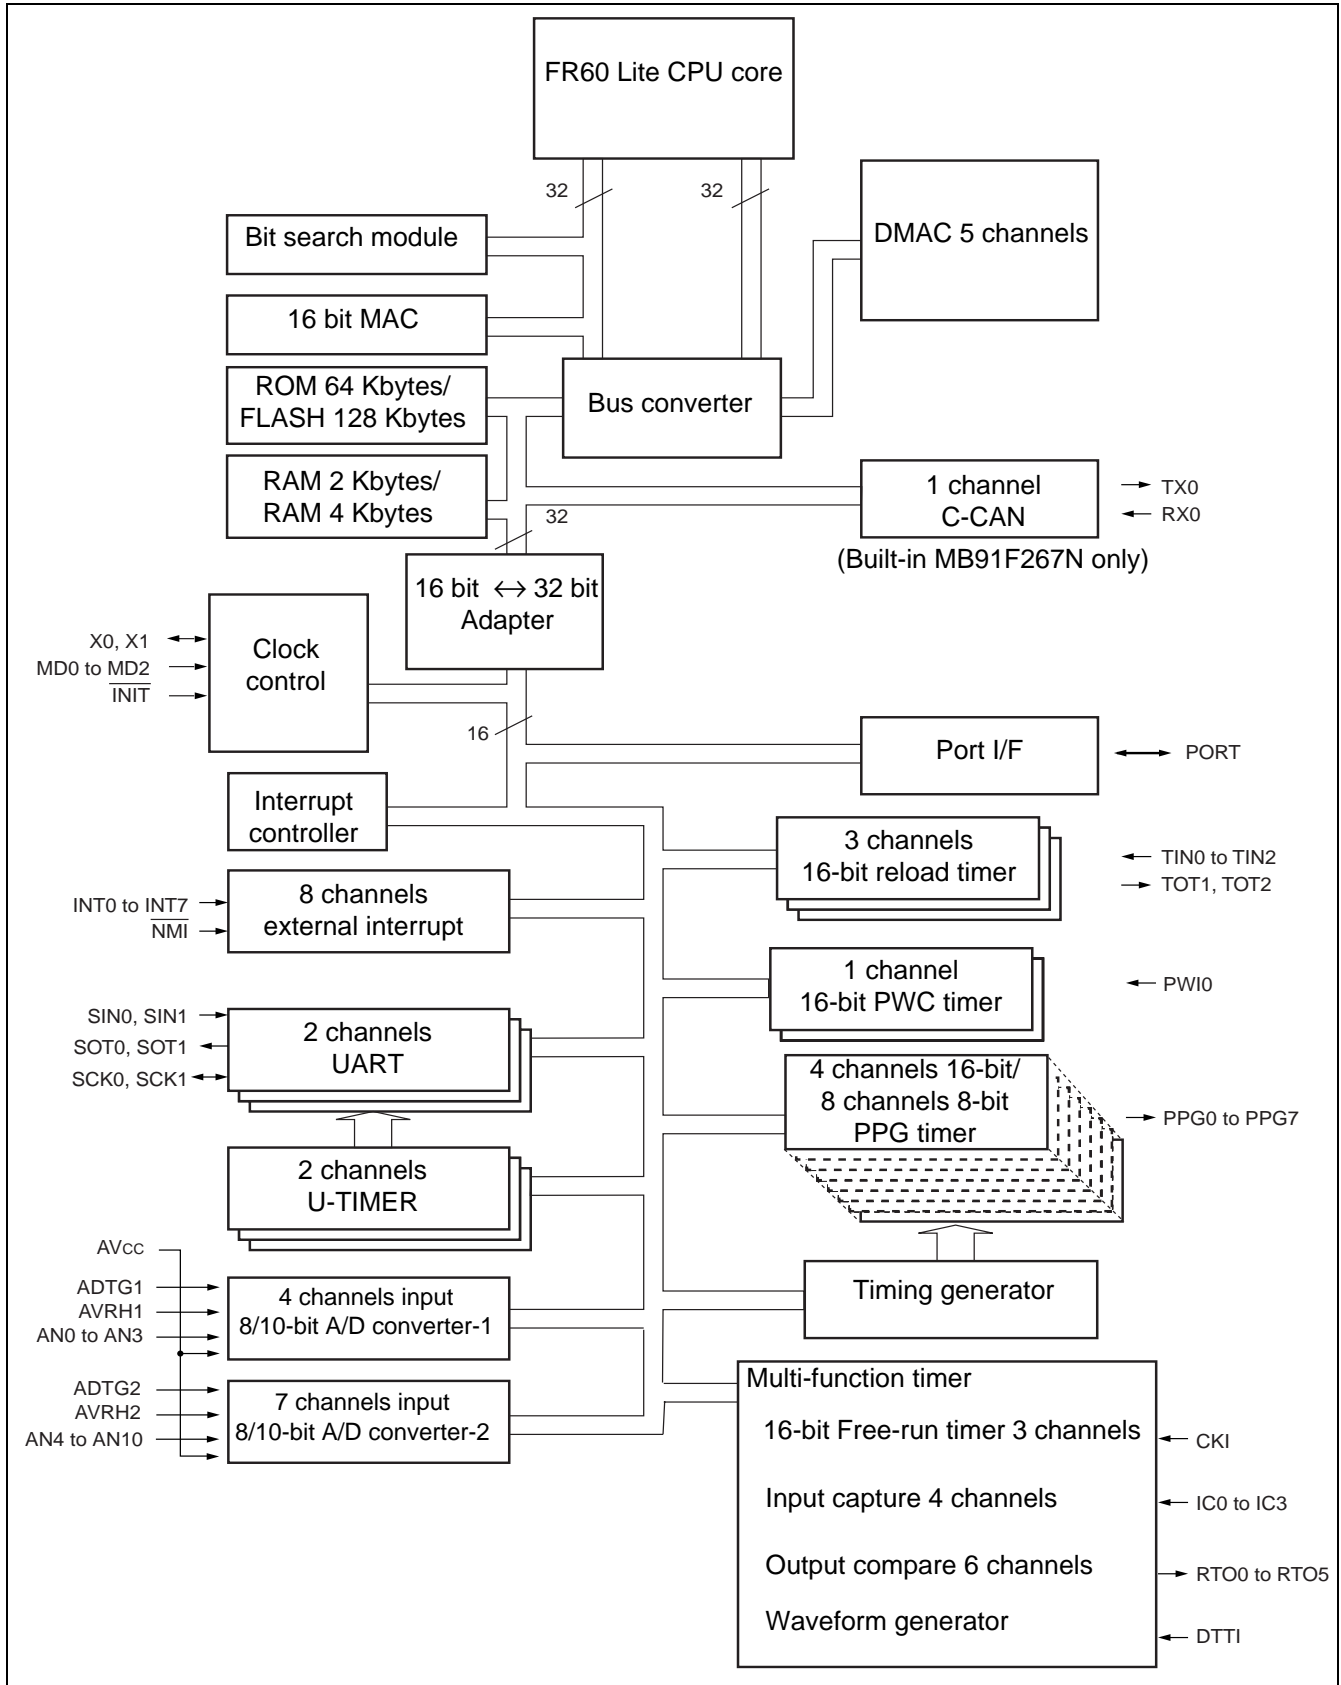 FR60 Lite CPU core
32
32
Bit search module
DMAC 5 channels
16 bit MAC
ROM 64 Kbytes/
FLASH 128 Kbytes
Bus converter
RAM 2 Kbytes/
RAM 4 Kbytes
1 channel
C-CAN
TX0
RX0
(Built-in MB91F267N only)
32
16 bit ↔ 32 bit
Adapter
X0, X1
MD0 to MD2
INIT
Clock
control
16
Port I/F
PORT
Interrupt
controller
3 channels
16-bit reload timer
TIN0 to TIN2
TOT1, TOT2
INT0 to INT7
NMI
8 channels
external interrupt
1 channel
16-bit PWC timer
PWI0
SIN0, SIN1
SOT0, SOT1
SCK0, SCK1
2 channels
UART
4 channels 16-bit/
8 channels 8-bit
PPG timer
PPG0 to PPG7
2 channels
U-TIMER
AVCC
ADTG1
AVRH1
AN0 to AN3
4 channels input
8/10-bit A/D converter-1
Timing generator
ADTG2
AVRH2
AN4 to AN10
7 channels input
8/10-bit A/D converter-2
Multi-function timer
16-bit Free-run timer 3 channels
CKI
Input capture 4 channels
IC0 to IC3
Output compare 6 channels
RTO0 to RTO5
Waveform generator
DTTI